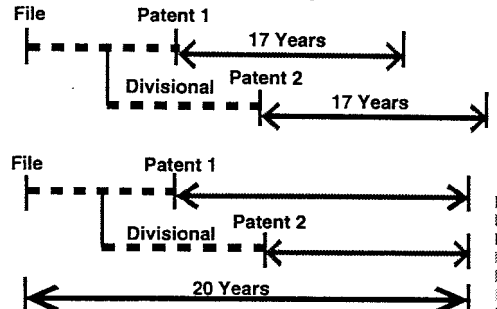 File Patent 1
17 Years
Divisional Patent 2
17 Years
File Patent 1
Divisional Patent 2
20 Years